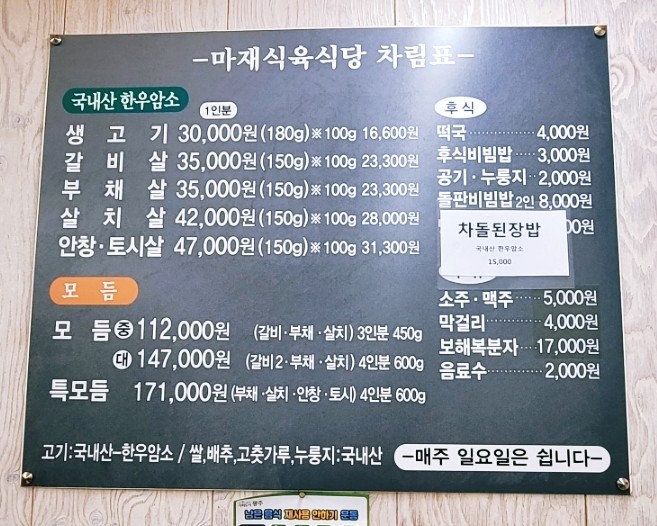 -마재식육식당 차림표-
국내산 한우암소
1인분
생 고 기 30,000원(180g)※100g 16,600원
갈 비 살 35,000원(150g)※100g 23,300원
부 채 살 35,000원(150g)※100g 23,300원
살 치 살 42,000원(150g)※100g 28,000원
안창·토시살 47,000원(150g)※100g 31,300원
모 듬
모 듬 중 112,000원 (갈비·부채·살치) 3인분 450g
대 147,000원 (갈비2·부채·살치) 4인분 600g
특모듬 171,000원 (부채·살치·안창·토시) 4인분 600g
후 식
떡국 4,000원
후식비빔밥 3,000원
공기·누룽지 2,000원
돌판비빔밥 2인 8,000원
차돌된장밥
국내산 한우암소
15,000
소주·맥주 5,000원
막걸리 4,000원
보해복분자 17,000원
음료수 2,000원
고기:국내산-한우암소 / 쌀,배추,고춧가루,누룽지:국내산
-매주 일요일은 쉽니다-
남은 음식 재사용 안하기 운동